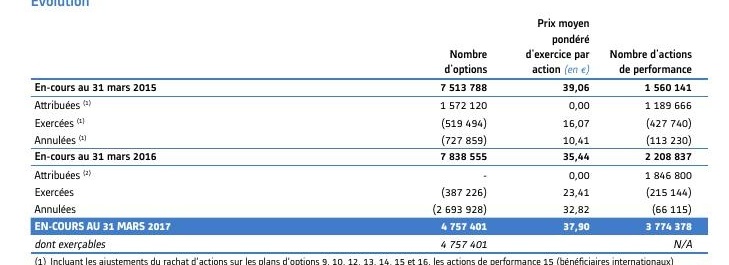 Évolution
Prix moyen
pondéré
Nombre d'exercice par Nombre d'actions
d'options action (en €) de performance
En-cours au 31 mars 2015 7 513 788 39,06 1 560 141
Attribuées (1) 1 572 120 0,00 1 189 666
Exercées (1) (519 494) 16,07 (427 740)
Annulées (1) (727 859) 10,41 (113 230)
En-cours au 31 mars 2016 7 838 555 35,44 2 208 837
Attribuées (2) - 0,00 1 846 800
Exercées (387 226) 23,41 (215 144)
Annulées (2 693 928) 32,82 (66 115)
EN-COURS AU 31 MARS 2017 4 757 401 37,90 3 774 378
dont exerçables 4 757 401 N/A
(1) Incluant les ajustements du rachat d'actions sur les plans d'options 9, 10, 12, 13, 14, 15 et 16, les actions de performance 15 (bénéficiaires internationaux)